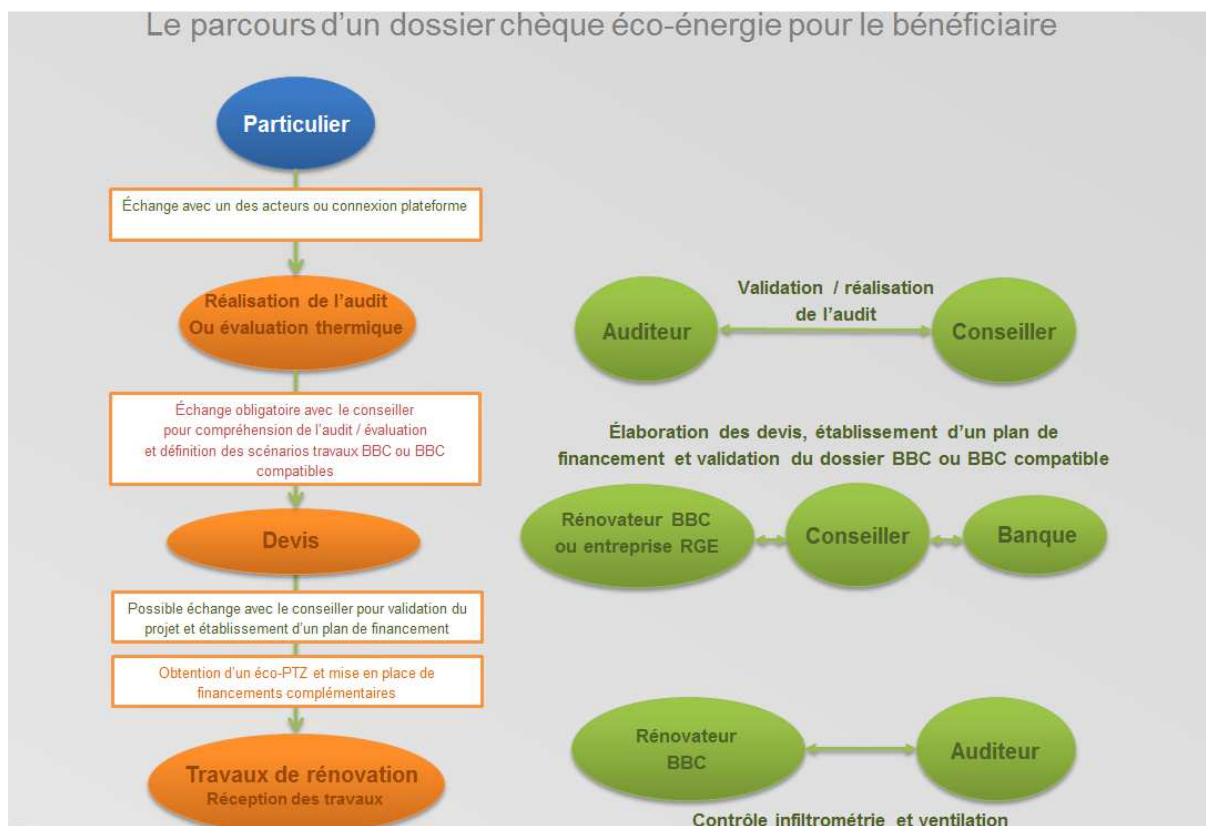 Le parcours d'un dossier chèque éco-énergie pour le bénéficiaire
Particulier
Échange avec un des acteurs ou connexion plateforme
Réalisation de l'audit
Ou évaluation thermique
Échange obligatoire avec le conseiller
pour compréhension de l'audit / évaluation
et définition des scénarios travaux BBC ou BBC
compatibles
Devis
Possible échange avec le conseiller pour validation du
projet et établissement d'un plan de financement
Obtention d'un éco-PTZ et mise en place de
financements complémentaires
Travaux de rénovation
Réception des travaux
Validation / réalisation
de l'audit
Auditeur
Conseiller
Élaboration des devis, établissement d'un plan de
financement et validation du dossier BBC ou BBC compatible
Rénovateur BBC
ou entreprise RGE
Conseiller
Banque
Rénovateur
BBC
Auditeur
Contrôle infiltrométrie et ventilation